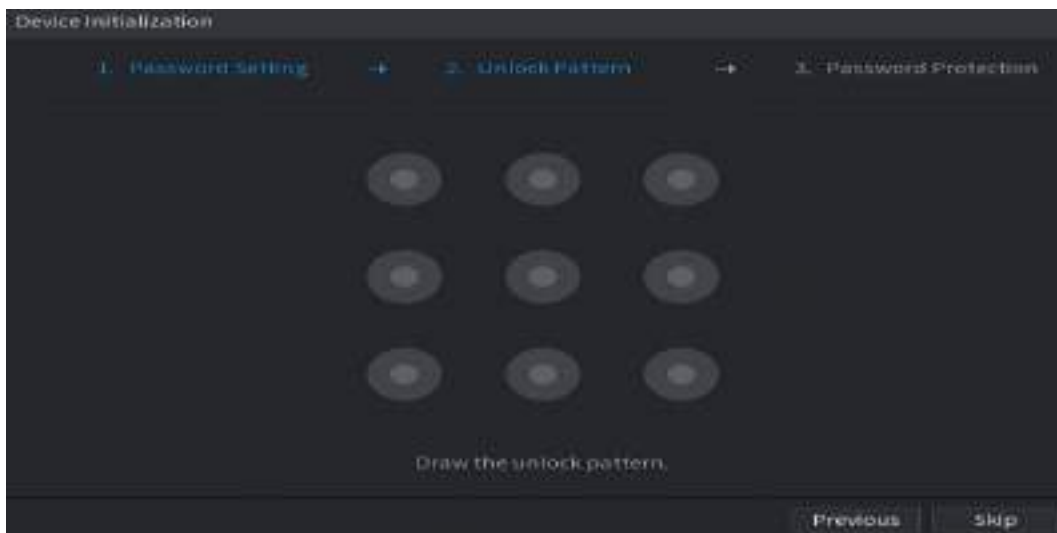 Device Initialization
1. Password Setting → 2. Unlock Pattern → 3. Password Protection
Draw the unlock pattern.
Previous Skip